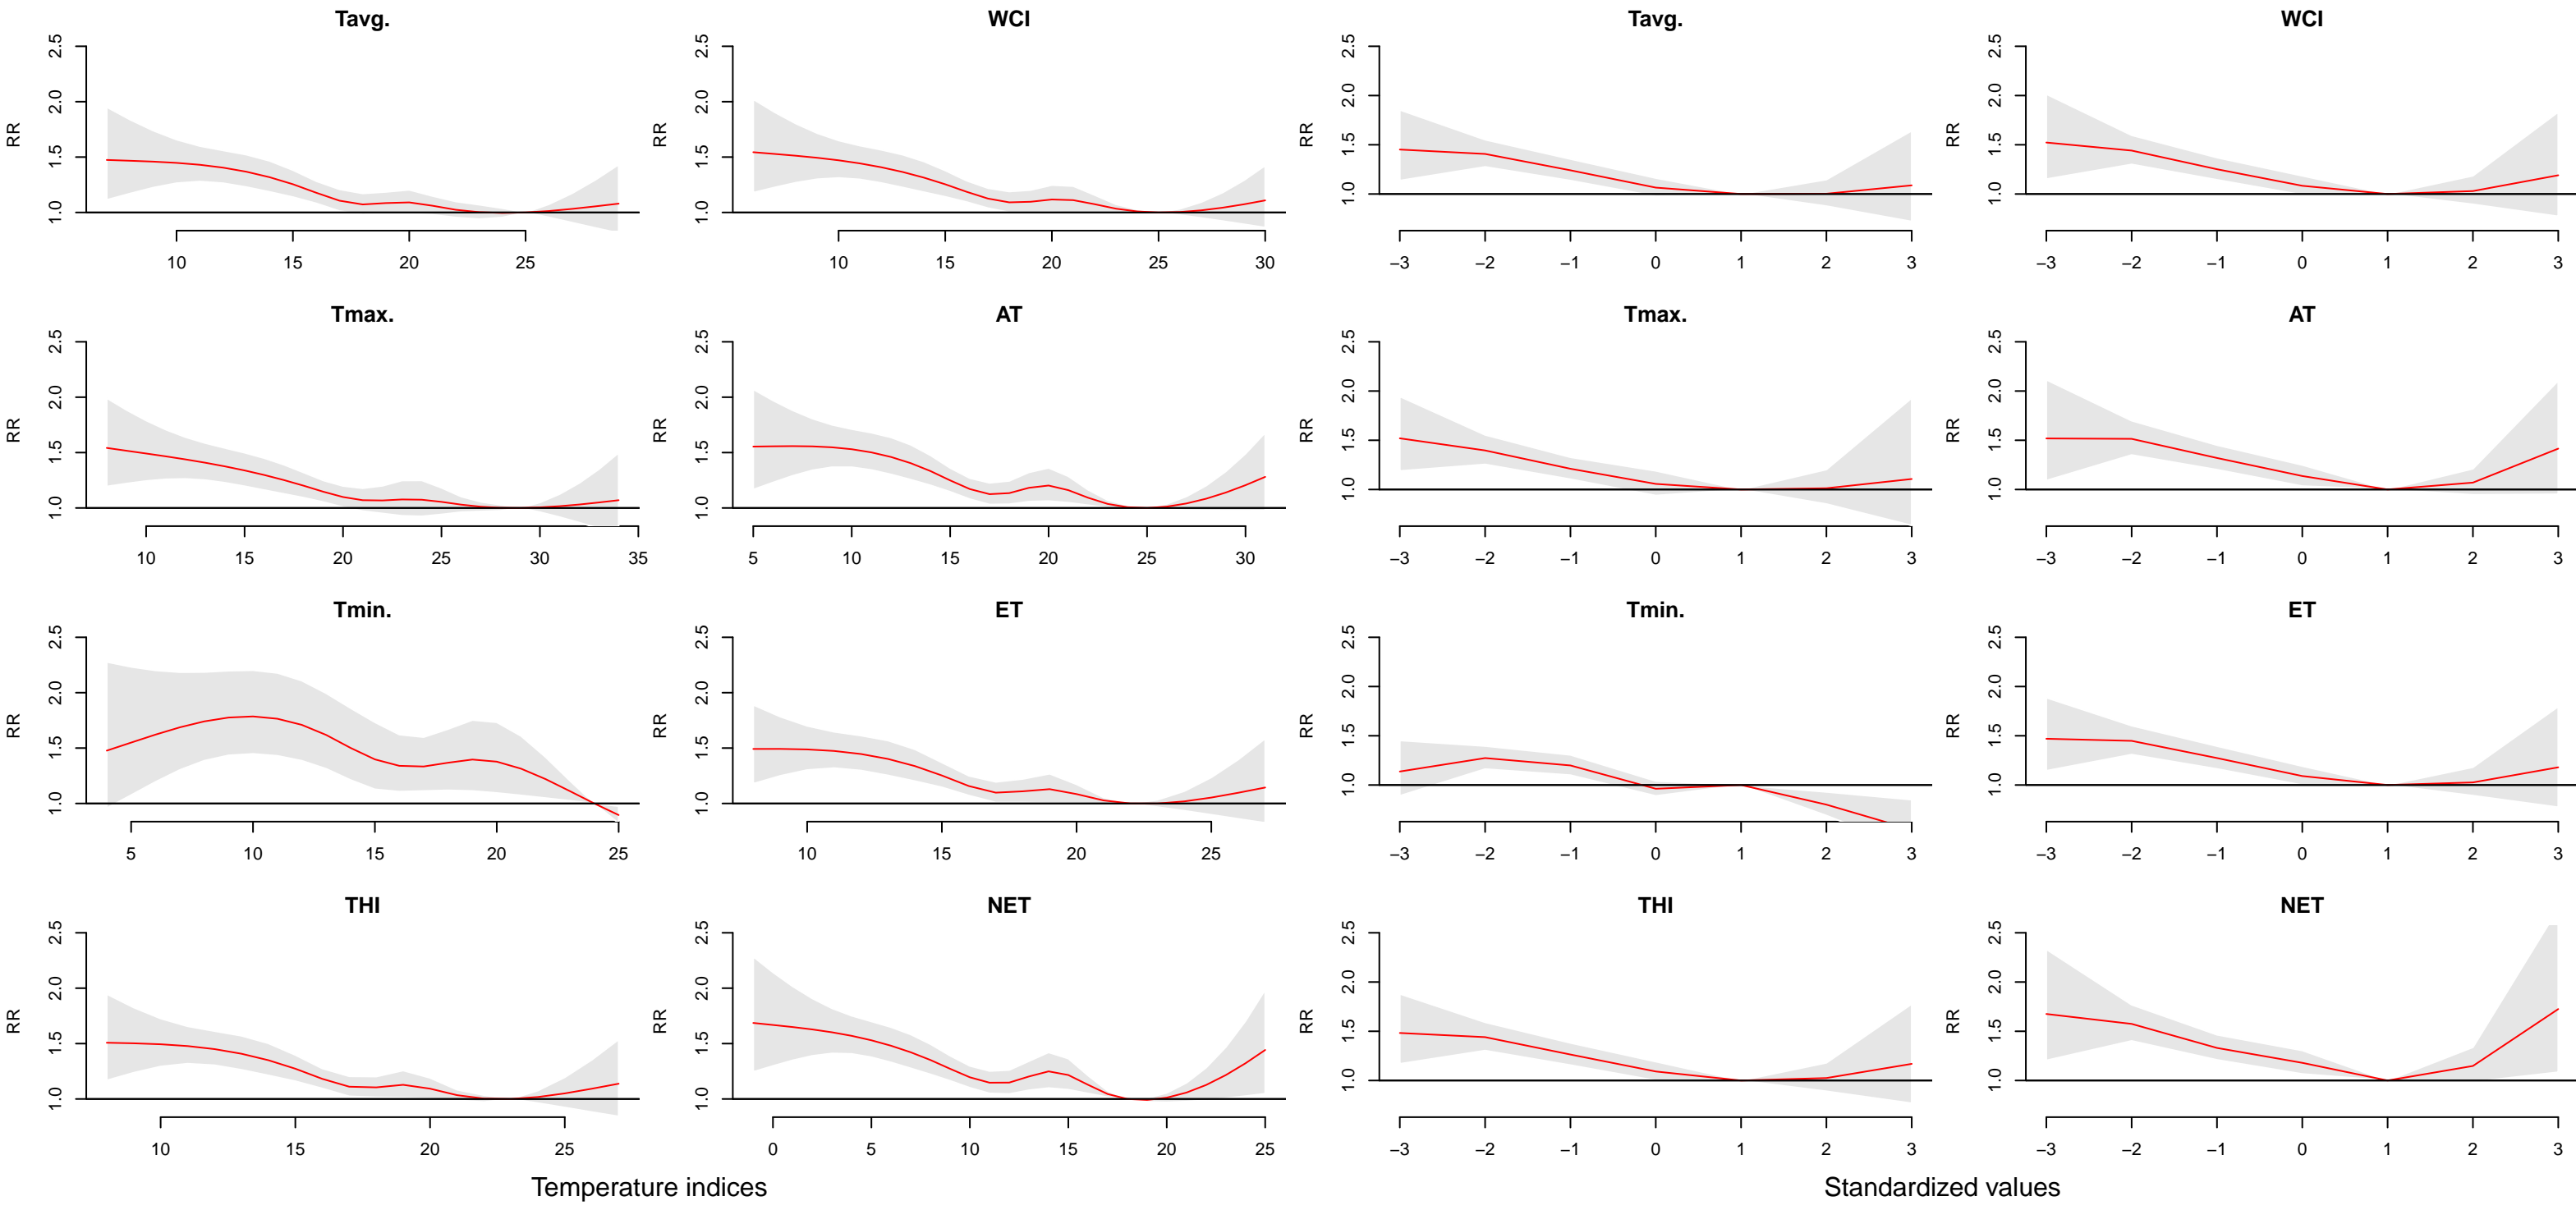 Tavg. WCI Tavg. WCI
RR 1.0 1.5 2.0 2.5 RR 1.0 1.5 2.0 2.5 RR 1.0 1.5 2.0 2.5 RR 1.0 1.5 2.0 2.5
10 15 20 25 10 15 20 25 30 −3 −2 −1 0 1 2 3 −3 −2 −1 0 1 2 3
Tmax. AT Tmax. AT
RR 1.0 1.5 2.0 2.5 RR 1.0 1.5 2.0 2.5 RR 1.0 1.5 2.0 2.5 RR 1.0 1.5 2.0 2.5
10 15 20 25 30 35 5 10 15 20 25 30 −3 −2 −1 0 1 2 3 −3 −2 −1 0 1 2 3
Tmin. ET Tmin. ET
RR 1.0 1.5 2.0 2.5 RR 1.0 1.5 2.0 2.5 RR 1.0 1.5 2.0 2.5 RR 1.0 1.5 2.0 2.5
5 10 15 20 25 10 15 20 25 −3 −2 −1 0 1 2 3 −3 −2 −1 0 1 2 3
THI NET THI NET
RR 1.0 1.5 2.0 2.5 RR 1.0 1.5 2.0 2.5 RR 1.0 1.5 2.0 2.5 RR 1.0 1.5 2.0 2.5
10 15 20 25 0 5 10 15 20 25 −3 −2 −1 0 1 2 3 −3 −2 −1 0 1 2 3
Temperature indices Standardized values